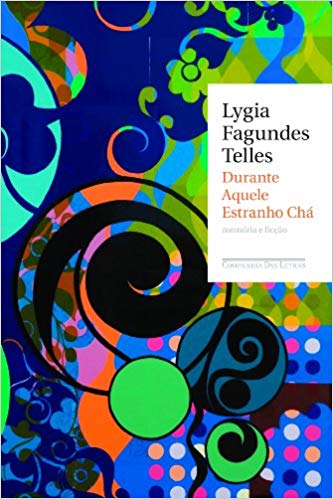 Lygia
Fagundes
Telles
Durante
Aquele
Estranho Chá
memória e ficção
Companhia Das Letras